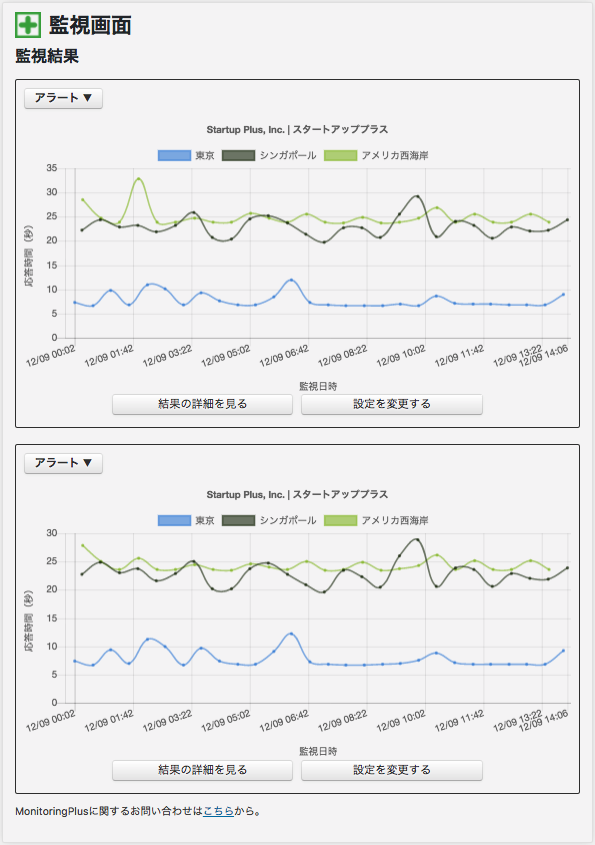 監視画面
監視結果
アラート ▼
Startup Plus, Inc. | スタートアッププラス
東京 シンガポール アメリカ西海岸
応答時間（秒）
35
30
25
20
15
10
5
0
12/09 00:02 12/09 01:42 12/09 03:22 12/09 05:02 12/09 06:42 12/09 08:22 12/09 10:02 12/09 11:42 12/09 13:22 12/09 14:06
監視日時
結果の詳細を見る 設定を変更する
アラート ▼
Startup Plus, Inc. | スタートアッププラス
東京 シンガポール アメリカ西海岸
応答時間（秒）
30
25
20
15
10
5
0
12/09 00:02 12/09 01:42 12/09 03:22 12/09 05:02 12/09 06:42 12/09 08:22 12/09 10:02 12/09 11:42 12/09 13:22 12/09 14:06
監視日時
結果の詳細を見る 設定を変更する
MonitoringPlusに関するお問い合わせはこちらから。